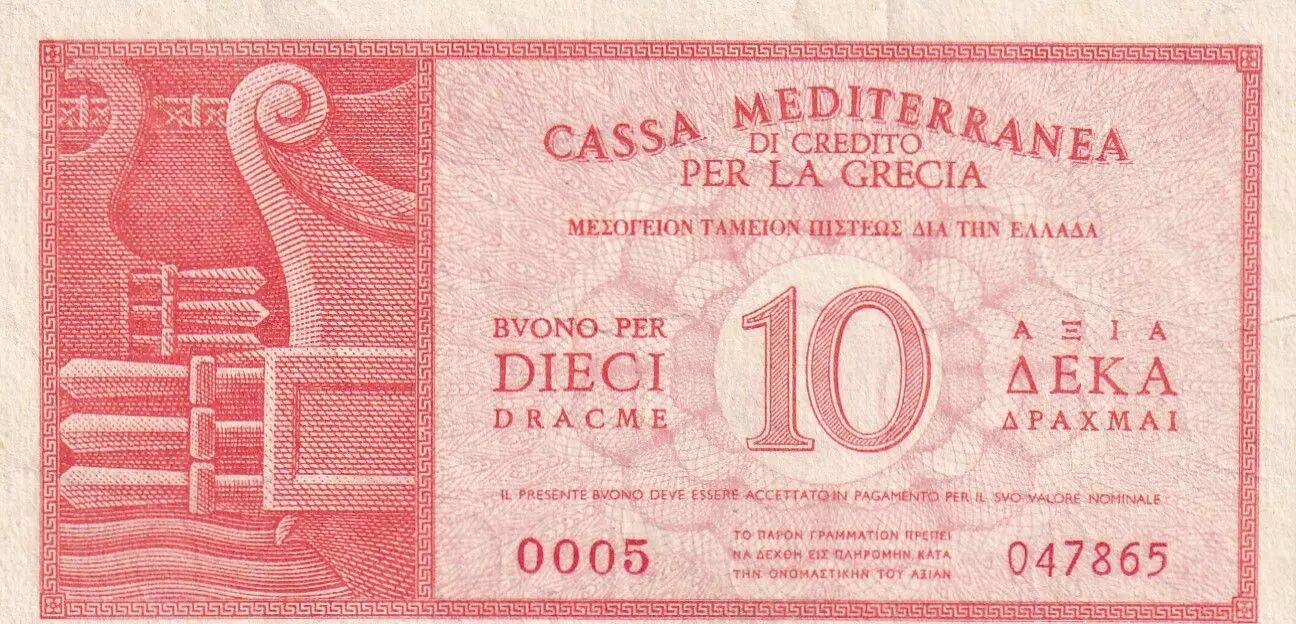 CASSA MEDITERRANEA
DI CREDITO
PER LA GRECIA
ΜΕΣΟΓΕΙΟΝ ΤΑΜΕΙΟΝ ΠΙΣΤΕΩΣ ΔΙΑ ΤΗΝ ΕΛΛΑΔΑ
BVONO PER
DIECI
DRACME
10
ΑΞΙΑ
ΔΕΚΑ
ΔΡΑΧΜΑΙ
IL PRESENTE BVONO DEVE ESSERE ACCETTATO IN PAGAMENTO PER IL SVO VALORE NOMINALE
0005
ΤΟ ΠΑΡΟΝ ΓΡΑΜΜΑΤΙΟΝ ΠΡΕΠΕΙ
ΝΑ ΔΕΧΘΗ ΕΙΣ ΠΛΗΡΟΜΗΝ ΚΑΤΑ
ΤΗΝ ΟΝΟΜΑΣΤΙΚΗΝ ΤΟΥ ΑΞΙΑΝ
047865